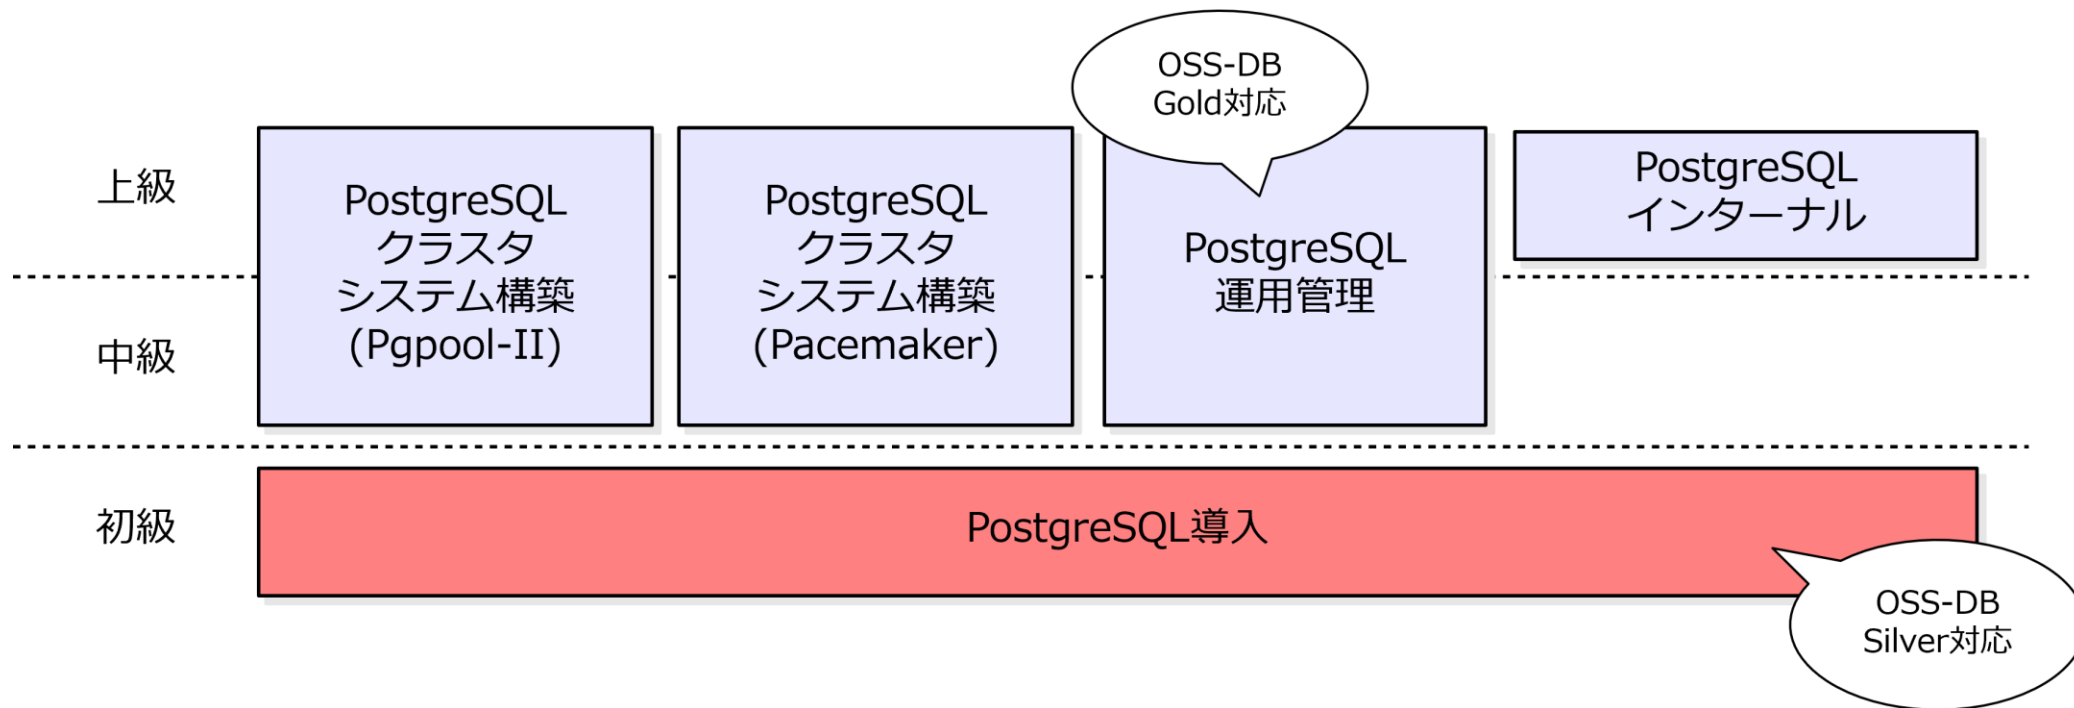 OSS-DB
Gold対応
上級
PostgreSQL
クラスタ
システム構築
(Pgpool-II)
PostgreSQL
クラスタ
システム構築
(Pacemaker)
PostgreSQL
運用管理
PostgreSQL
インターナル
中級
初級
PostgreSQL導入
OSS-DB
Silver対応